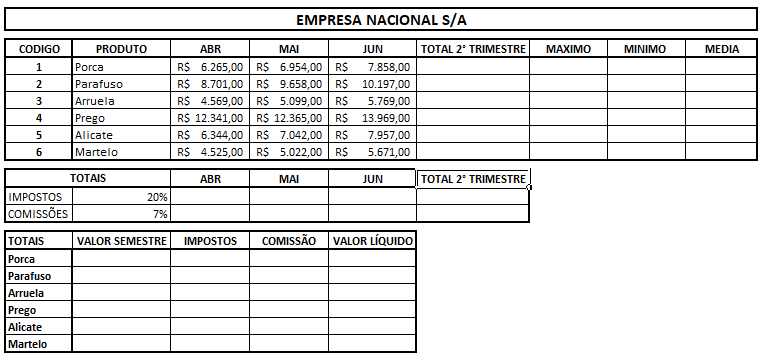 EMPRESA NACIONAL S/A
CODIGO PRODUTO ABR MAI JUN TOTAL 2° TRIMESTRE MAXIMO MINIMO MEDIA
1 Porca R$ 6.265,00 R$ 6.954,00 R$ 7.858,00
2 Parafuso R$ 8.701,00 R$ 9.658,00 R$ 10.197,00
3 Arruela R$ 4.569,00 R$ 5.099,00 R$ 5.769,00
4 Prego R$ 12.341,00 R$ 12.365,00 R$ 13.969,00
5 Alicate R$ 6.344,00 R$ 7.042,00 R$ 7.957,00
6 Martelo R$ 4.525,00 R$ 5.022,00 R$ 5.671,00
TOTAIS ABR MAI JUN TOTAL 2° TRIMESTRE
IMPOSTOS 20%
COMISSÕES 7%
TOTAIS VALOR SEMESTRE IMPOSTOS COMISSÃO VALOR LÍQUIDO
Porca
Parafuso
Arruela
Prego
Alicate
Martelo